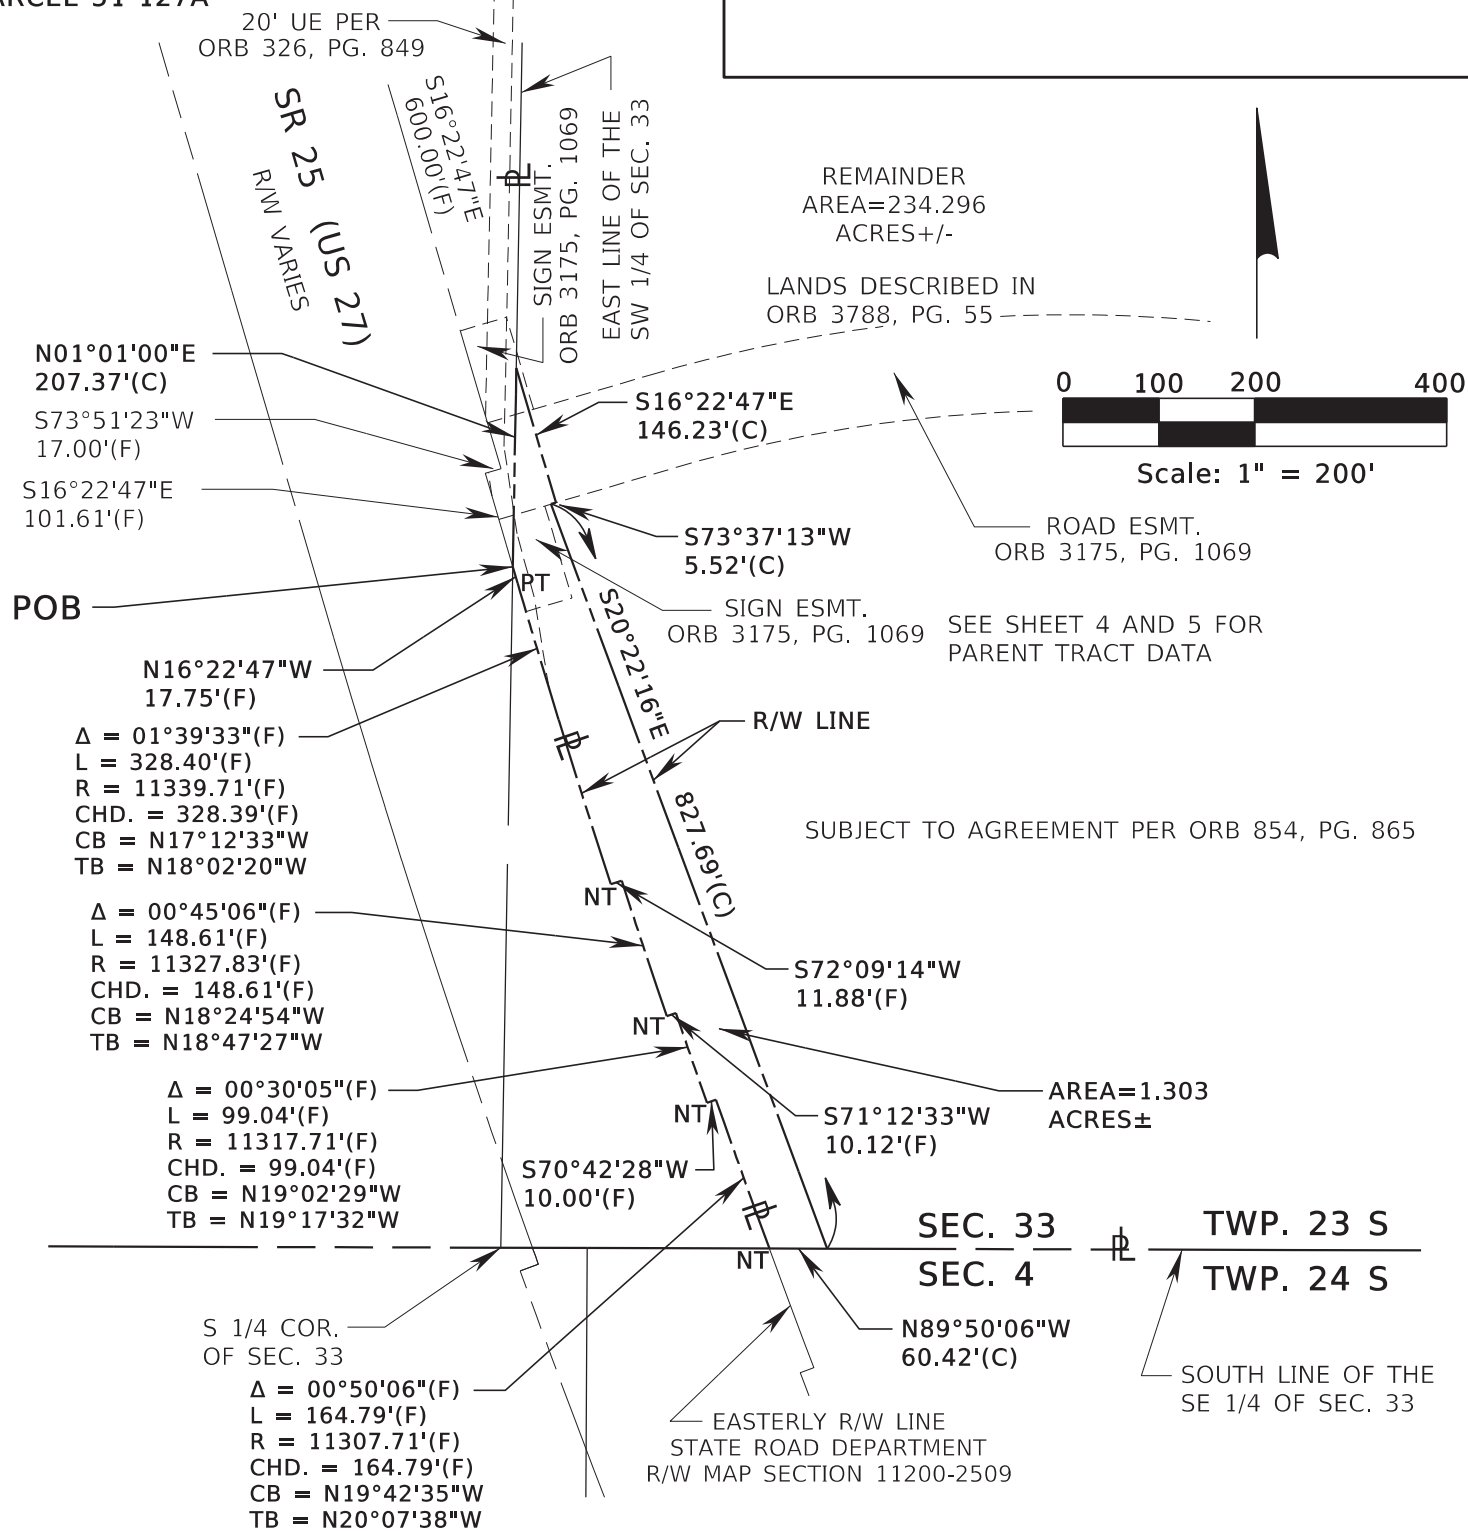 20' UE PER
ORB 326, PG. 849
SR 25 (US 27)
R/W VARIES
S16°22'47"E
600.00'(F)
SIGN ESMT.
ORB 3175, PG. 1069
EAST LINE OF THE
SW 1/4 OF SEC. 33
REMAINDER
AREA=234.296
ACRES+/-
LANDS DESCRIBED IN
ORB 3788, PG. 55
N01°01'00"E
207.37'(C)
S73°51'23"W
17.00'(F)
S16°22'47"E
101.61'(F)
S16°22'47"E
146.23'(C)
0 100 200 400
Scale: 1" = 200'
S73°37'13"W
5.52'(C)
ROAD ESMT.
ORB 3175, PG. 1069
POB
PT
SIGN ESMT.
ORB 3175, PG. 1069
SEE SHEET 4 AND 5 FOR
PARENT TRACT DATA
N16°22'47"W
17.75'(F)
S20°22'16"E
827.69'(C)
R/W LINE
Δ = 01°39'33"(F)
L = 328.40'(F)
R = 11339.71'(F)
CHD. = 328.39'(F)
CB = N17°12'33"W
TB = N18°02'20"W
SUBJECT TO AGREEMENT PER ORB 854, PG. 865
NT
Δ = 00°45'06"(F)
L = 148.61'(F)
R = 11327.83'(F)
CHD. = 148.61'(F)
CB = N18°24'54"W
TB = N18°47'27"W
S72°09'14"W
11.88'(F)
NT
Δ = 00°30'05"(F)
L = 99.04'(F)
R = 11317.71'(F)
CHD. = 99.04'(F)
CB = N19°02'29"W
TB = N19°17'32"W
NT
S71°12'33"W
10.12'(F)
AREA=1.303
ACRES±
S70°42'28"W
10.00'(F)
SEC. 33
TWP. 23 S
NT
SEC. 4
TWP. 24 S
S 1/4 COR.
OF SEC. 33
N89°50'06"W
60.42'(C)
SOUTH LINE OF THE
SE 1/4 OF SEC. 33
Δ = 00°50'06"(F)
L = 164.79'(F)
R = 11307.71'(F)
CHD. = 164.79'(F)
CB = N19°42'35"W
TB = N20°07'38"W
EASTERLY R/W LINE
STATE ROAD DEPARTMENT
R/W MAP SECTION 11200-2509